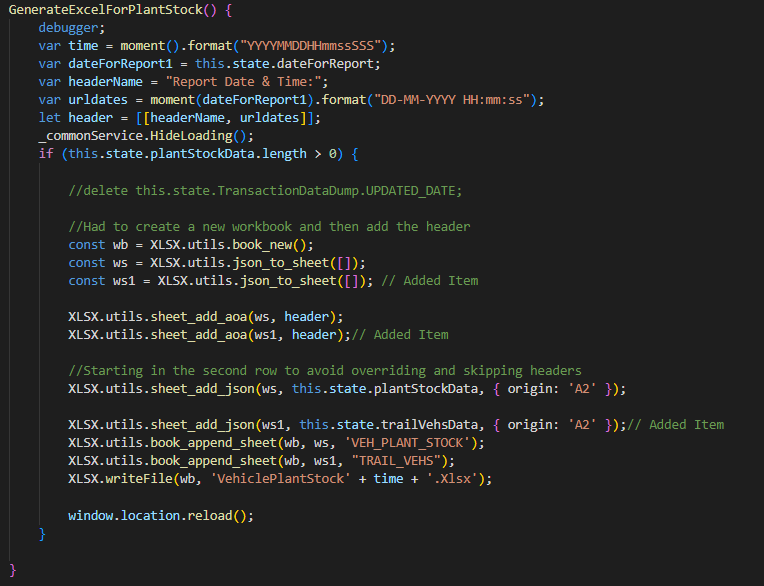 GenerateExcelForPlantStock() {
debugger;
var time = moment().format("YYYYMMDDHHmmssSSS");
var dateForReport1 = this.state.dateForReport;
var headerName = "Report Date & Time:";
var urldates = moment(dateForReport1).format("DD-MM-YYYY HH:mm:ss");
let header = [[headerName, urldates]];
_commonService.HideLoading();
if (this.state.plantStockData.length > 0) {
//delete this.state.TransactionDataDump.UPDATED_DATE;
//Had to create a new workbook and then add the header
const wb = XLSX.utils.book_new();
const ws = XLSX.utils.json_to_sheet([]);
const ws1 = XLSX.utils.json_to_sheet([]); // Added Item
XLSX.utils.sheet_add_aoa(ws, header);
XLSX.utils.sheet_add_aoa(ws1, header);// Added Item
//Starting in the second row to avoid overriding and skipping headers
XLSX.utils.sheet_add_json(ws, this.state.plantStockData, { origin: 'A2' });
XLSX.utils.sheet_add_json(ws1, this.state.trailVehsData, { origin: 'A2' });// Added Item
XLSX.utils.book_append_sheet(wb, ws, 'VEH_PLANT_STOCK');
XLSX.utils.book_append_sheet(wb, ws1, "TRAIL_VEHS");
XLSX.writeFile(wb, 'VehiclePlantStock' + time + '.Xlsx');
window.location.reload();
}
}